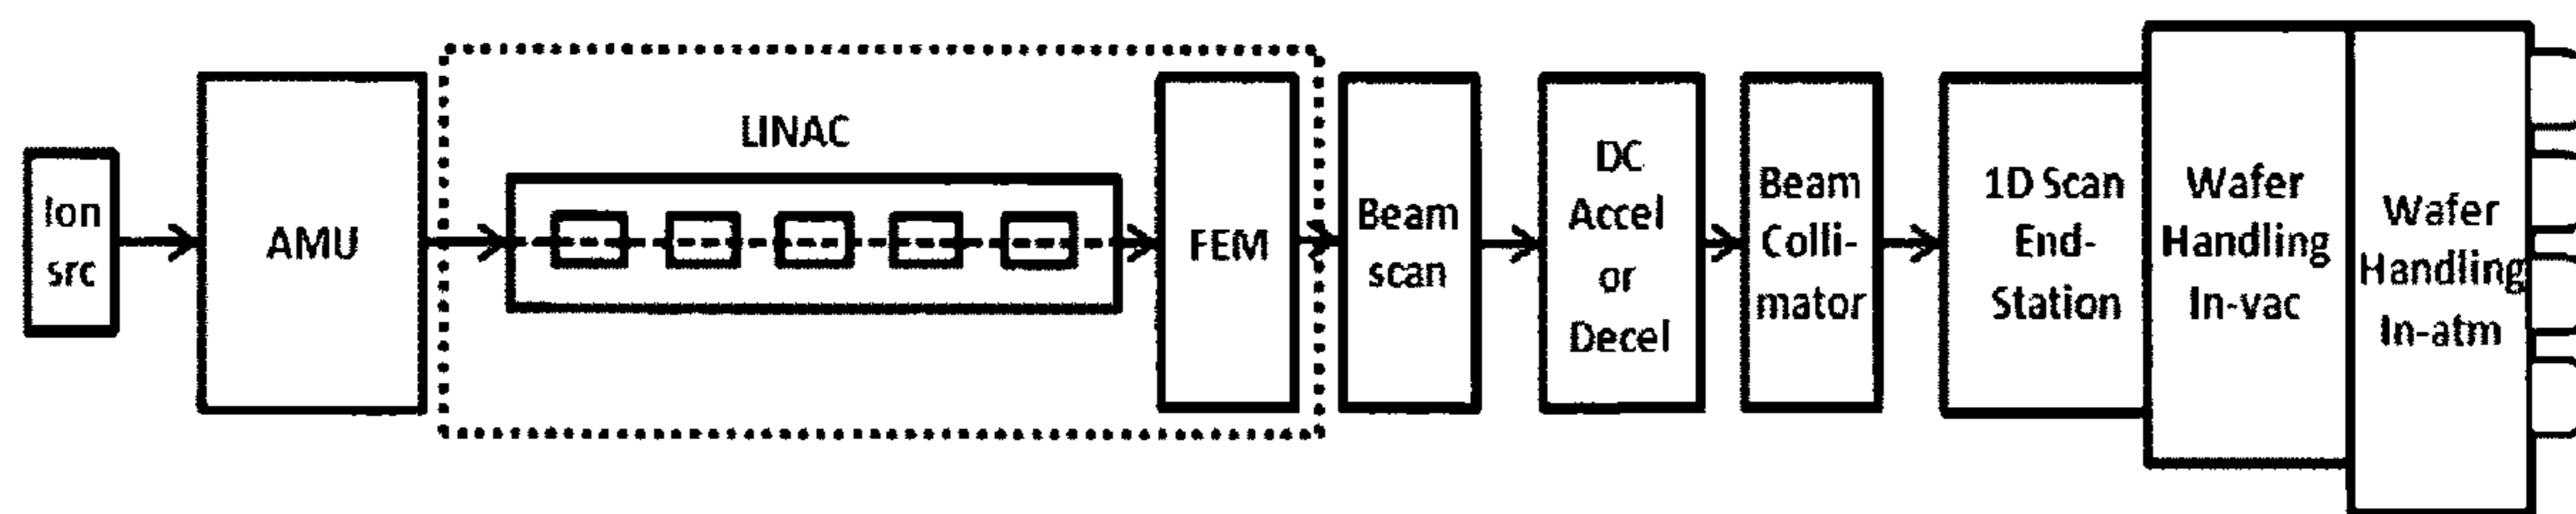 Ion
src
AMU
LINAC
FEM
Beam
scan
DC
Accel
or
Decel
Beam
Colli-
mator
1D Scan
End-
Station
Wafer
Handling
In-vac
Wafer
Handling
In-atm